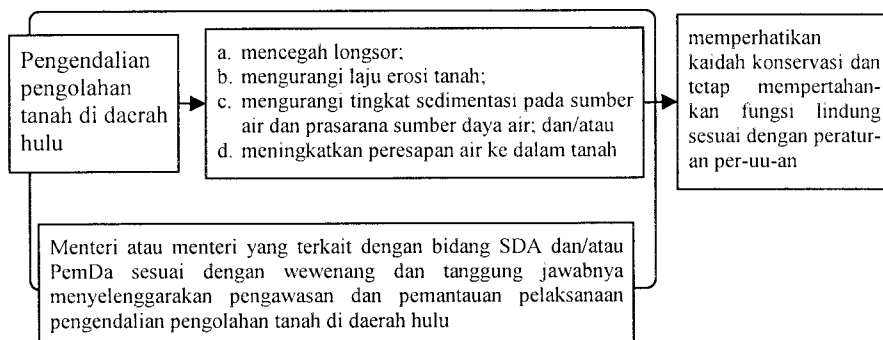 Pengendalian
pengolahan
tanah di daerah
hulu
a. mencegah longsor;
b. mengurangi laju erosi tanah;
c. mengurangi tingkat sedimentasi pada sumber
air dan prasarana sumber daya air; dan/atau
d. meningkatkan peresapan air ke dalam tanah
memperhatikan
kaidah konservasi dan
tetap mempertahan-
kan fungsi lindung
sesuai dengan peratur-
an per-uu-an
Menteri atau menteri yang terkait dengan bidang SDA dan/atau
PemDa sesuai dengan wewenang dan tanggung jawabnya
menyelenggarakan pengawasan dan pemantauan pelaksanaan
pengendalian pengolahan tanah di daerah hulu